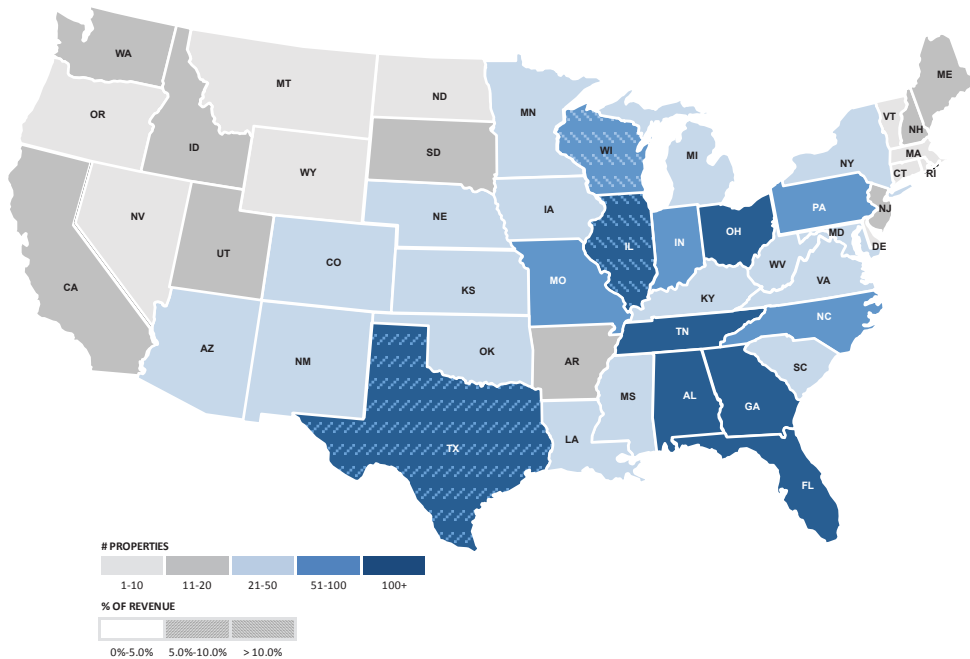 WA
ME
MT
ND
MN
OR
VT
NH
ID
SD
WI
MI
NY
MA
CT
RI
WY
NV
NE
IA
PA
NJ
UT
CO
IL
IN
OH
MD
DE
CA
KS
MO
WV
VA
KY
AZ
NM
OK
AR
TN
NC
SC
MS
AL
GA
LA
TX
FL
# PROPERTIES
1-10 11-20 21-50 51-100 100+
% OF REVENUE
0%-5.0% 5.0%-10.0% > 10.0%